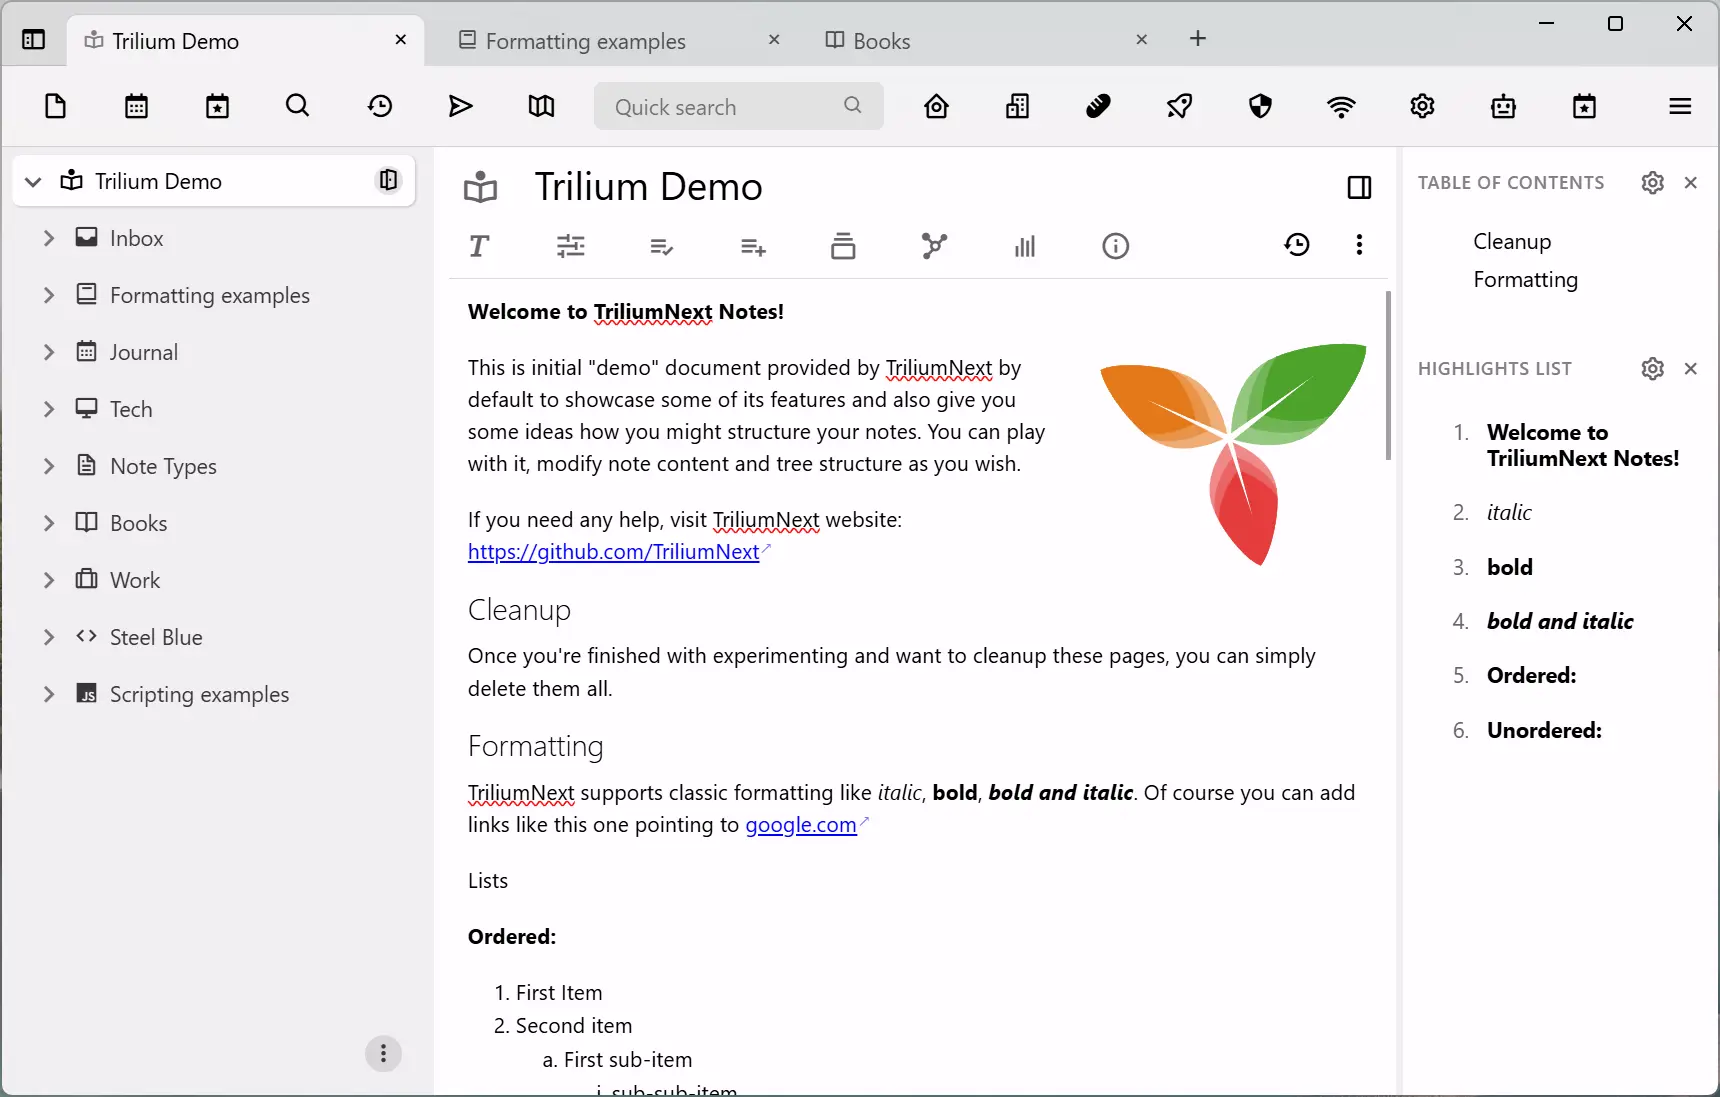 Trilium Demo
Formatting examples
Books
Quick search
Trilium Demo
Inbox
Formatting examples
Journal
Tech
Note Types
Books
Work
Steel Blue
JS Scripting examples
Trilium Demo
Welcome to TriliumNext Notes!
This is initial "demo" document provided by TriliumNext by
default to showcase some of its features and also give you
some ideas how you might structure your notes. You can play
with it, modify note content and tree structure as you wish.
If you need any help, visit TriliumNext website:
https://github.com/TriliumNext
Cleanup
Once you're finished with experimenting and want to cleanup these pages, you can simply
delete them all.
Formatting
TriliumNext supports classic formatting like italic, bold, bold and italic. Of course you can add
links like this one pointing to google.com
Lists
Ordered:
1. First Item
2. Second item
a. First sub-item
i. sub-sub-item
TABLE OF CONTENTS
Cleanup
Formatting
HIGHLIGHTS LIST
1. Welcome to
TriliumNext Notes!
2. italic
3. bold
4. bold and italic
5. Ordered:
6. Unordered: